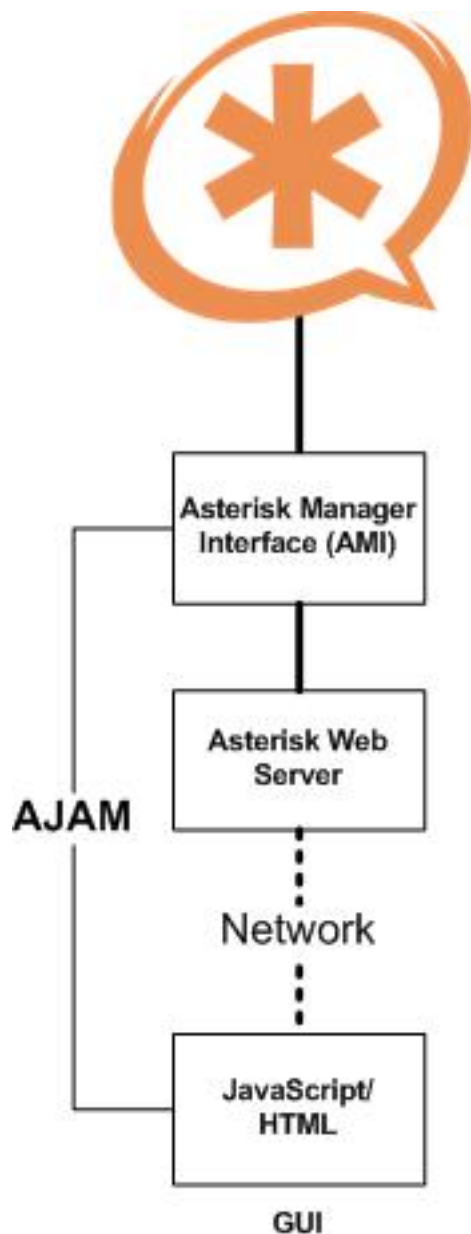 Asterisk Manager
Interface (AMI)
Asterisk Web
Server
AJAM
Network
JavaScript/
HTML
GUI